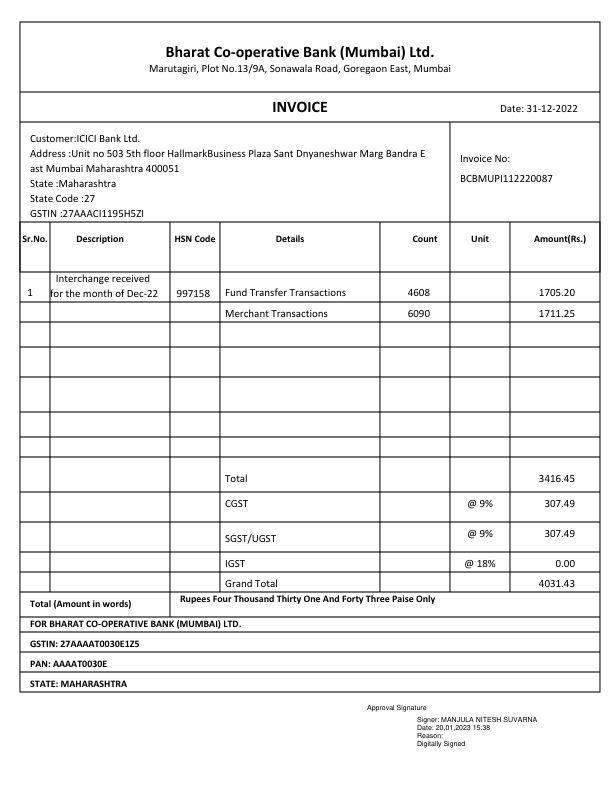 Bharat Co-operative Bank (Mumbai) Ltd.
Marutagiri, Plot No.13/9A, Sonawala Road, Goregaon East, Mumbai
INVOICE
Date: 31-12-2022
Customer:ICICI Bank Ltd.
Address :Unit no 503 5th floor HallmarkBusiness Plaza Sant Dnyaneshwar Marg Bandra E
ast Mumbai Maharashtra 400051
State :Maharashtra
State Code :27
GSTIN :27AAACI1195H5ZI
Invoice No:
BCBMUPI112220087
Sr.No. Description HSN Code Details Count Unit Amount(Rs.)
Interchange received
1 for the month of Dec-22 997158 Fund Transfer Transactions 4608 1705.20
Merchant Transactions 6090 1711.25
Total 3416.45
CGST @ 9% 307.49
SGST/UGST @ 9% 307.49
IGST @ 18% 0.00
Grand Total 4031.43
Total (Amount in words) Rupees Four Thousand Thirty One And Forty Three Paise Only
FOR BHARAT CO-OPERATIVE BANK (MUMBAI) LTD.
GSTIN: 27AAAAT0030E1Z5
PAN: AAAAT0030E
STATE: MAHARASHTRA
Approval Signature
Signer: MANJULA NITESH SUVARNA
Date: 20,01,2023 15:38
Reason:
Digitally Signed